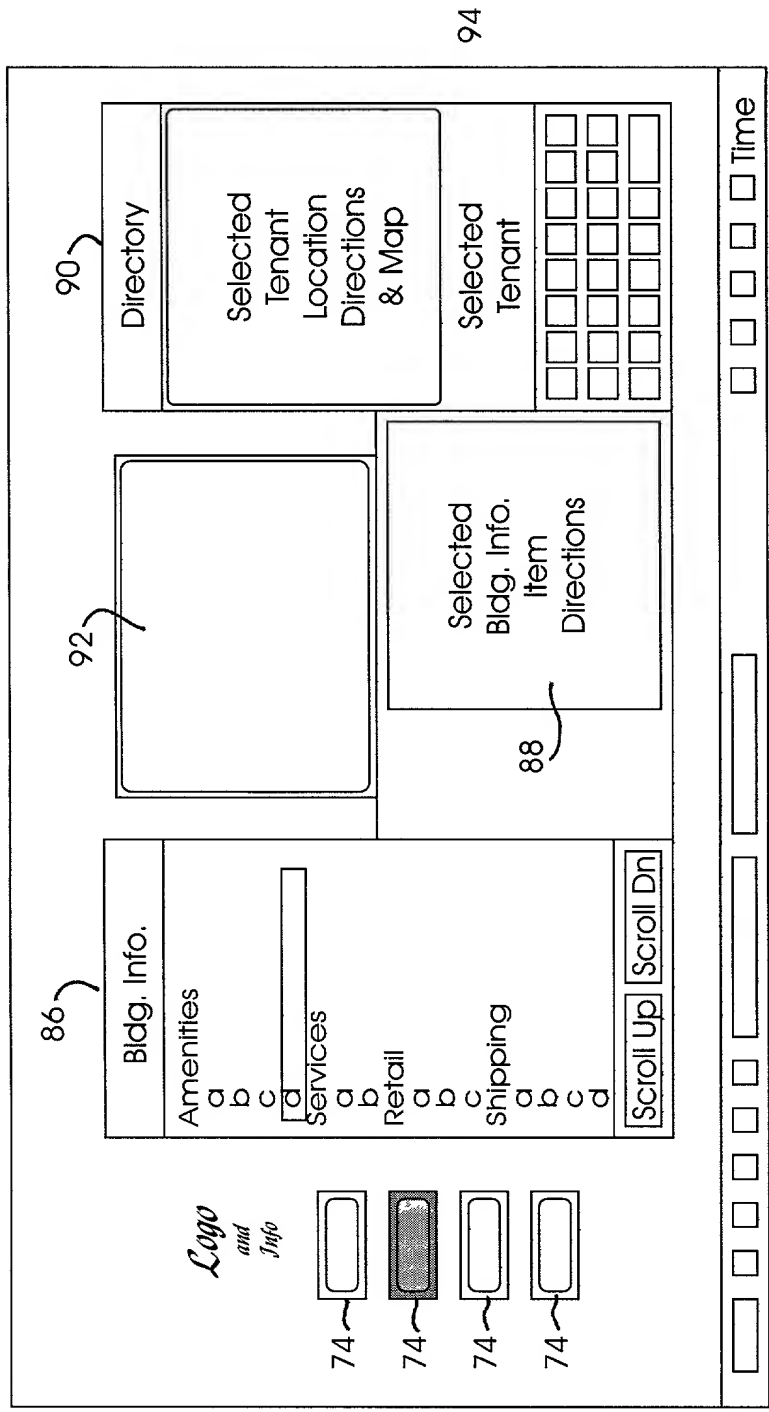 94
90
Directory
Selected
Tenant
Location
Directions
& Map
Selected
Tenant
92
Selected
Bldg. Info.
Item
Directions
88
86
Bldg. Info.
Amenities
a
b
c
d
Services
a
b
Retail
a
b
c
Shipping
a
b
c
d
Scroll Up
Scroll Dn
Logo
and
Info
74
74
74
74
Time